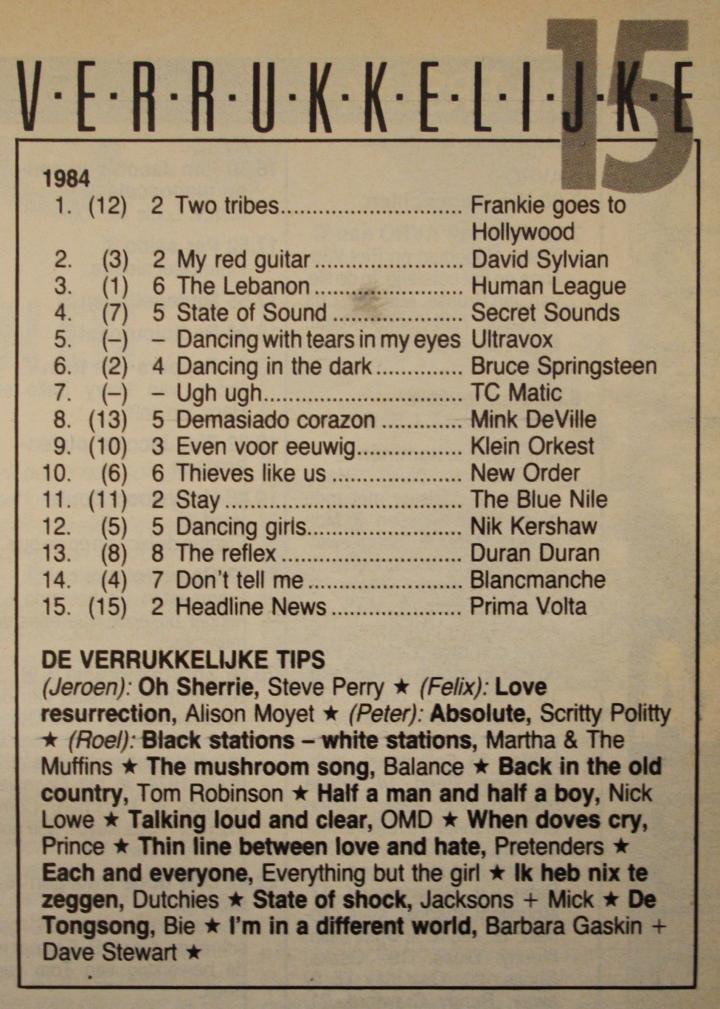 15
V·E·R·R·U·K·K·E·L·I·J·K·E
1984
1. (12) 2 Two tribes.......................... Frankie goes to
Hollywood
2. (3) 2 My red guitar...................... David Sylvian
3. (1) 6 The Lebanon...................... Human League
4. (7) 5 State of Sound................... Secret Sounds
5. (–) – Dancing with tears in my eyes Ultravox
6. (2) 4 Dancing in the dark............. Bruce Springsteen
7. (–) – Ugh ugh............................. TC Matic
8. (13) 5 Demasiado corazon............ Mink DeVille
9. (10) 3 Even voor eeuwig................ Klein Orkest
10. (6) 6 Thieves like us................... New Order
11. (11) 2 Stay................................... The Blue Nile
12. (5) 5 Dancing girls....................... Nik Kershaw
13. (8) 8 The reflex........................... Duran Duran
14. (4) 7 Don't tell me....................... Blancmanche
15. (15) 2 Headline News................... Prima Volta
DE VERRUKKELIJKE TIPS
(Jeroen): Oh Sherrie, Steve Perry ★ (Felix): Love
resurrection, Alison Moyet ★ (Peter): Absolute, Scritty Politty
★ (Roel): Black stations – white stations, Martha & The
Muffins ★ The mushroom song, Balance ★ Back in the old
country, Tom Robinson ★ Half a man and half a boy, Nick
Lowe ★ Talking loud and clear, OMD ★ When doves cry,
Prince ★ Thin line between love and hate, Pretenders ★
Each and everyone, Everything but the girl ★ Ik heb nix te
zeggen, Dutchies ★ State of shock, Jacksons + Mick ★ De
Tongsong, Bie ★ I'm in a different world, Barbara Gaskin +
Dave Stewart ★